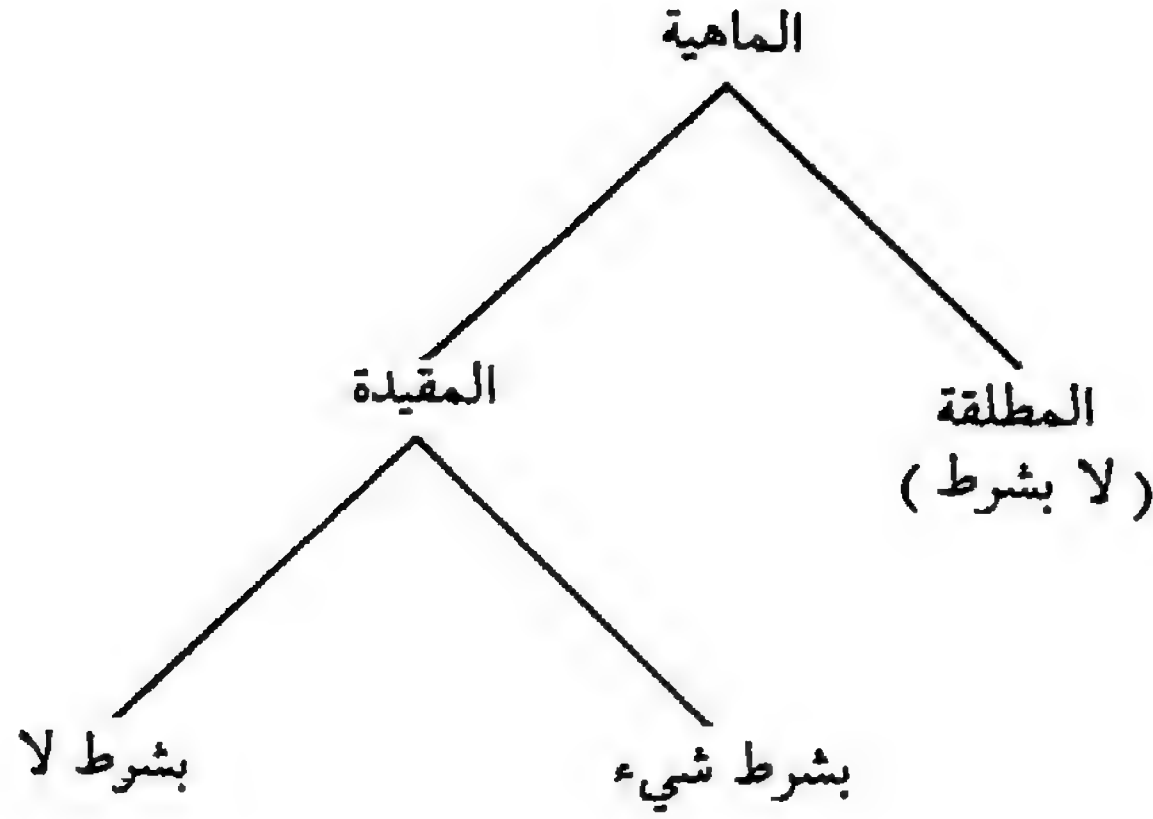 الماهية
المطلقة
( لا بشرط )
المقيدة
بشرط شيء
بشرط لا